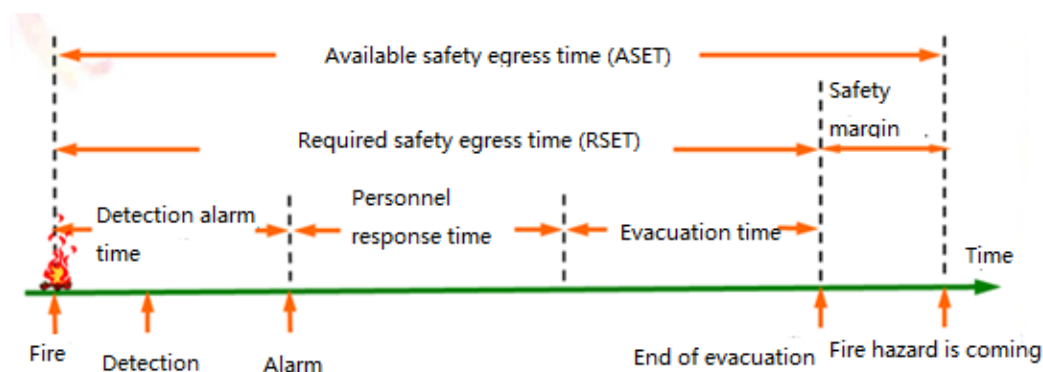 Available safety egress time (ASET)
Safety
margin
Required safety egress time (RSET)
Detection alarm
time
Personnel
response time
Evacuation time
Time
Fire
Detection
Alarm
End of evacuation
Fire hazard is coming